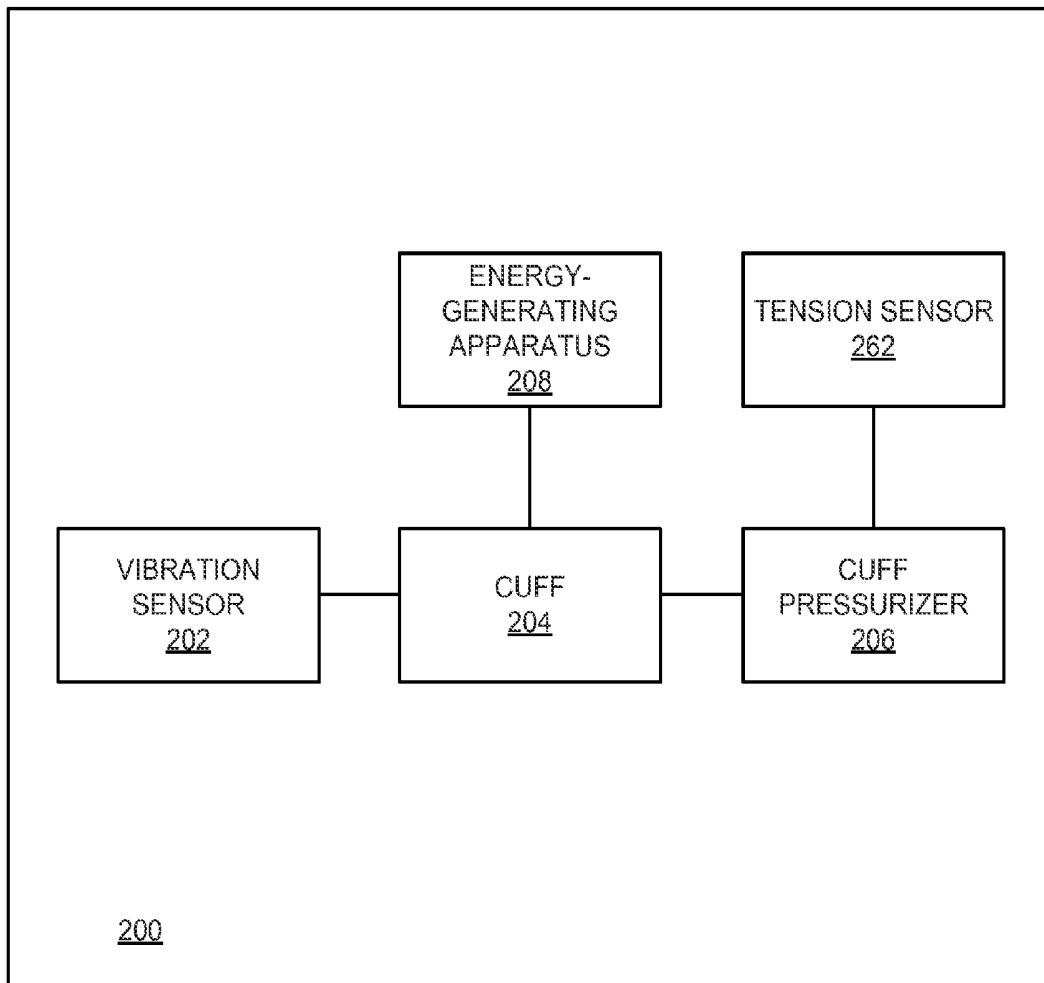 ENERGY-
GENERATING
APPARATUS
208
TENSION SENSOR
262
VIBRATION
SENSOR
202
CUFF
204
CUFF
PRESSURIZER
206
200